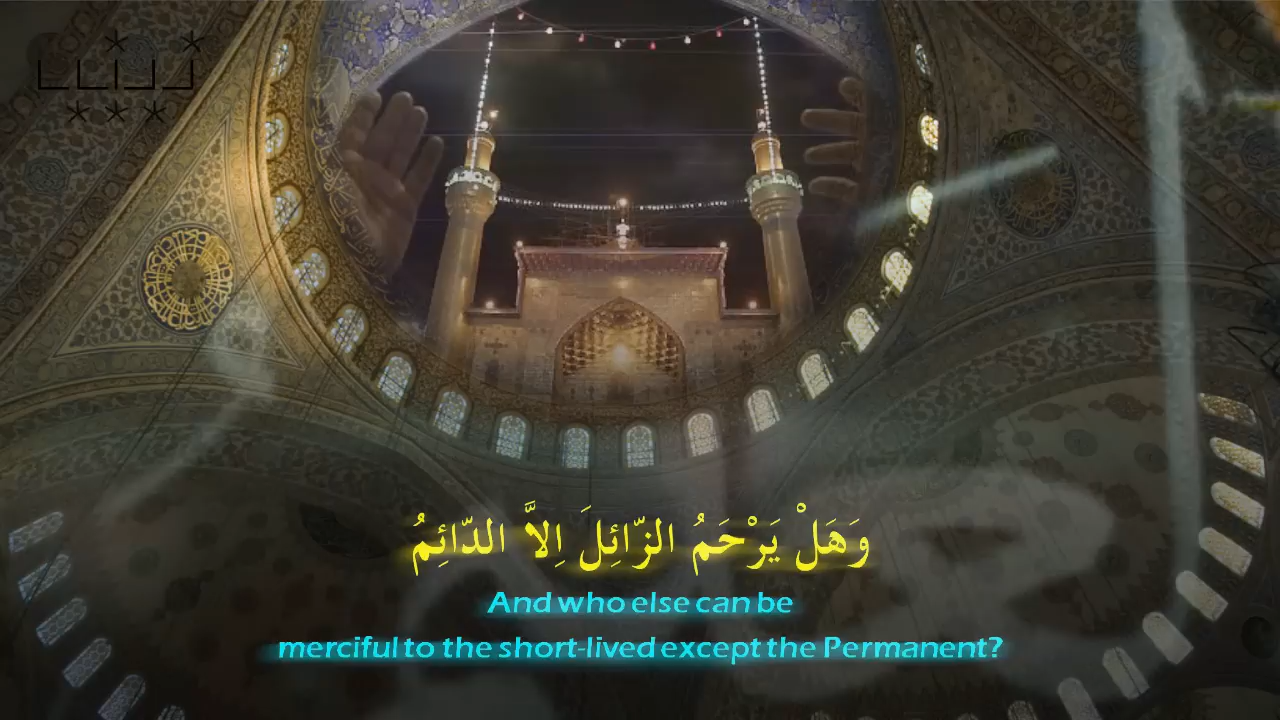 وَهَلْ يَرْحَمُ الزّائِلَ اِلاَّ الدّائِمُ
And who else can be
merciful to the short-lived except the Permanent?